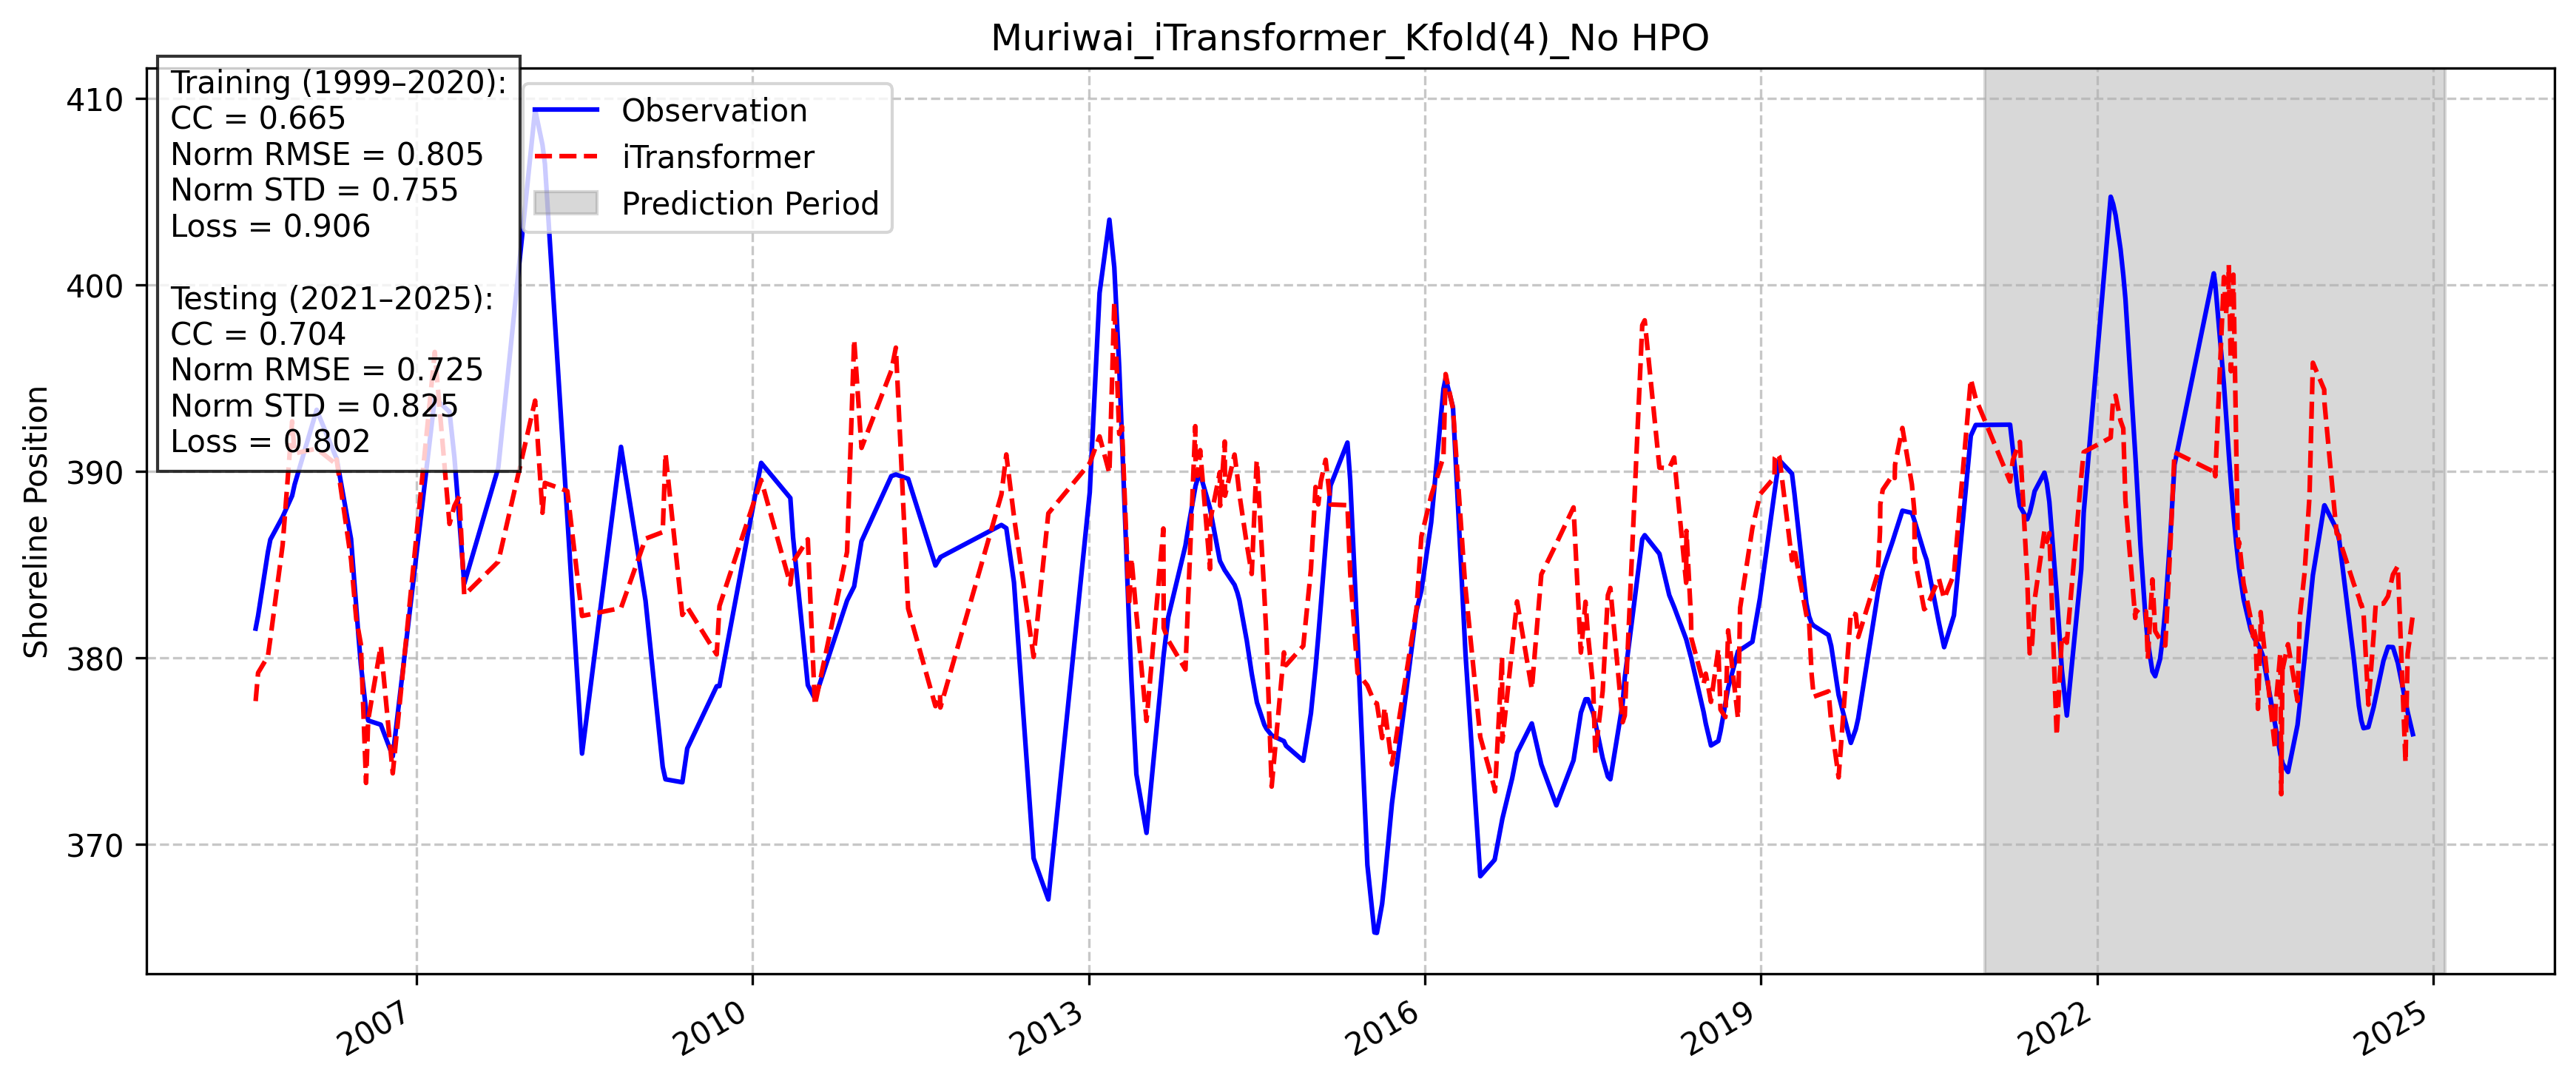 Muriwai_iTransformer_Kfold(4)_No HPO
Training (1999–2020):
CC = 0.665
Norm RMSE = 0.805
Norm STD = 0.755
Loss = 0.906
Testing (2021–2025):
CC = 0.704
Norm RMSE = 0.725
Norm STD = 0.825
Loss = 0.802
Observation
iTransformer
Prediction Period
Shoreline Position
410
400
390
380
370
2007
2010
2013
2016
2019
2022
2025